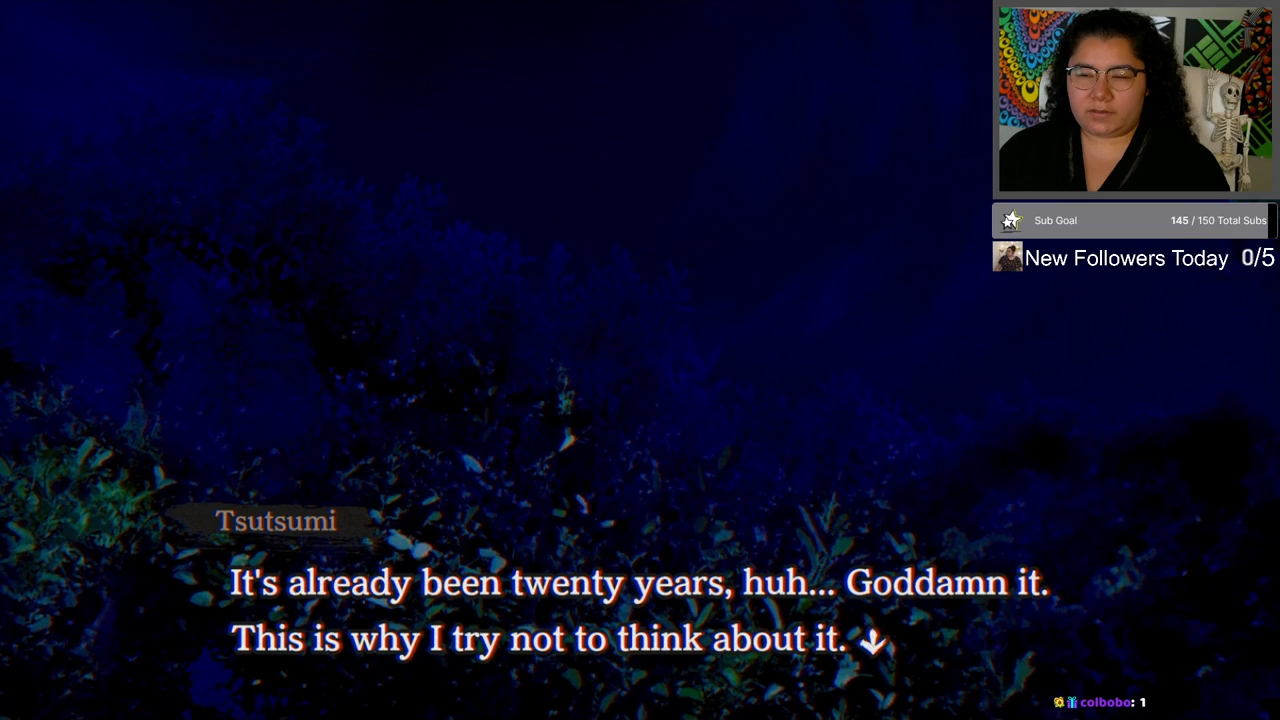 Sub Goal
145 / 150 Total Subs
New Followers Today 0/5
Tsutsumi
It's already been twenty years, huh... Goddamn it.
This is why I try not to think about it.
colbobo: 1